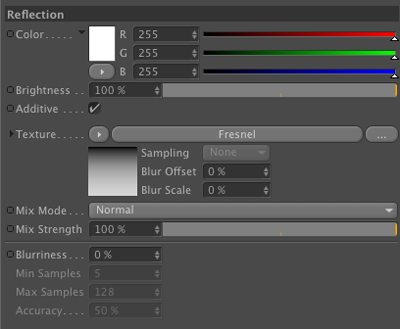 Reflection
Color..... R 255
G 255
B 255
Brightness 100 %
Additive ..
Texture..... Fresnel ...
Sampling None
Blur Offset 0 %
Blur Scale 0 %
Mix Mode... Normal
Mix Strength 100 %
Blurriness... 0 %
Min Samples 5
Max Samples 128
Accuracy.... 50 %